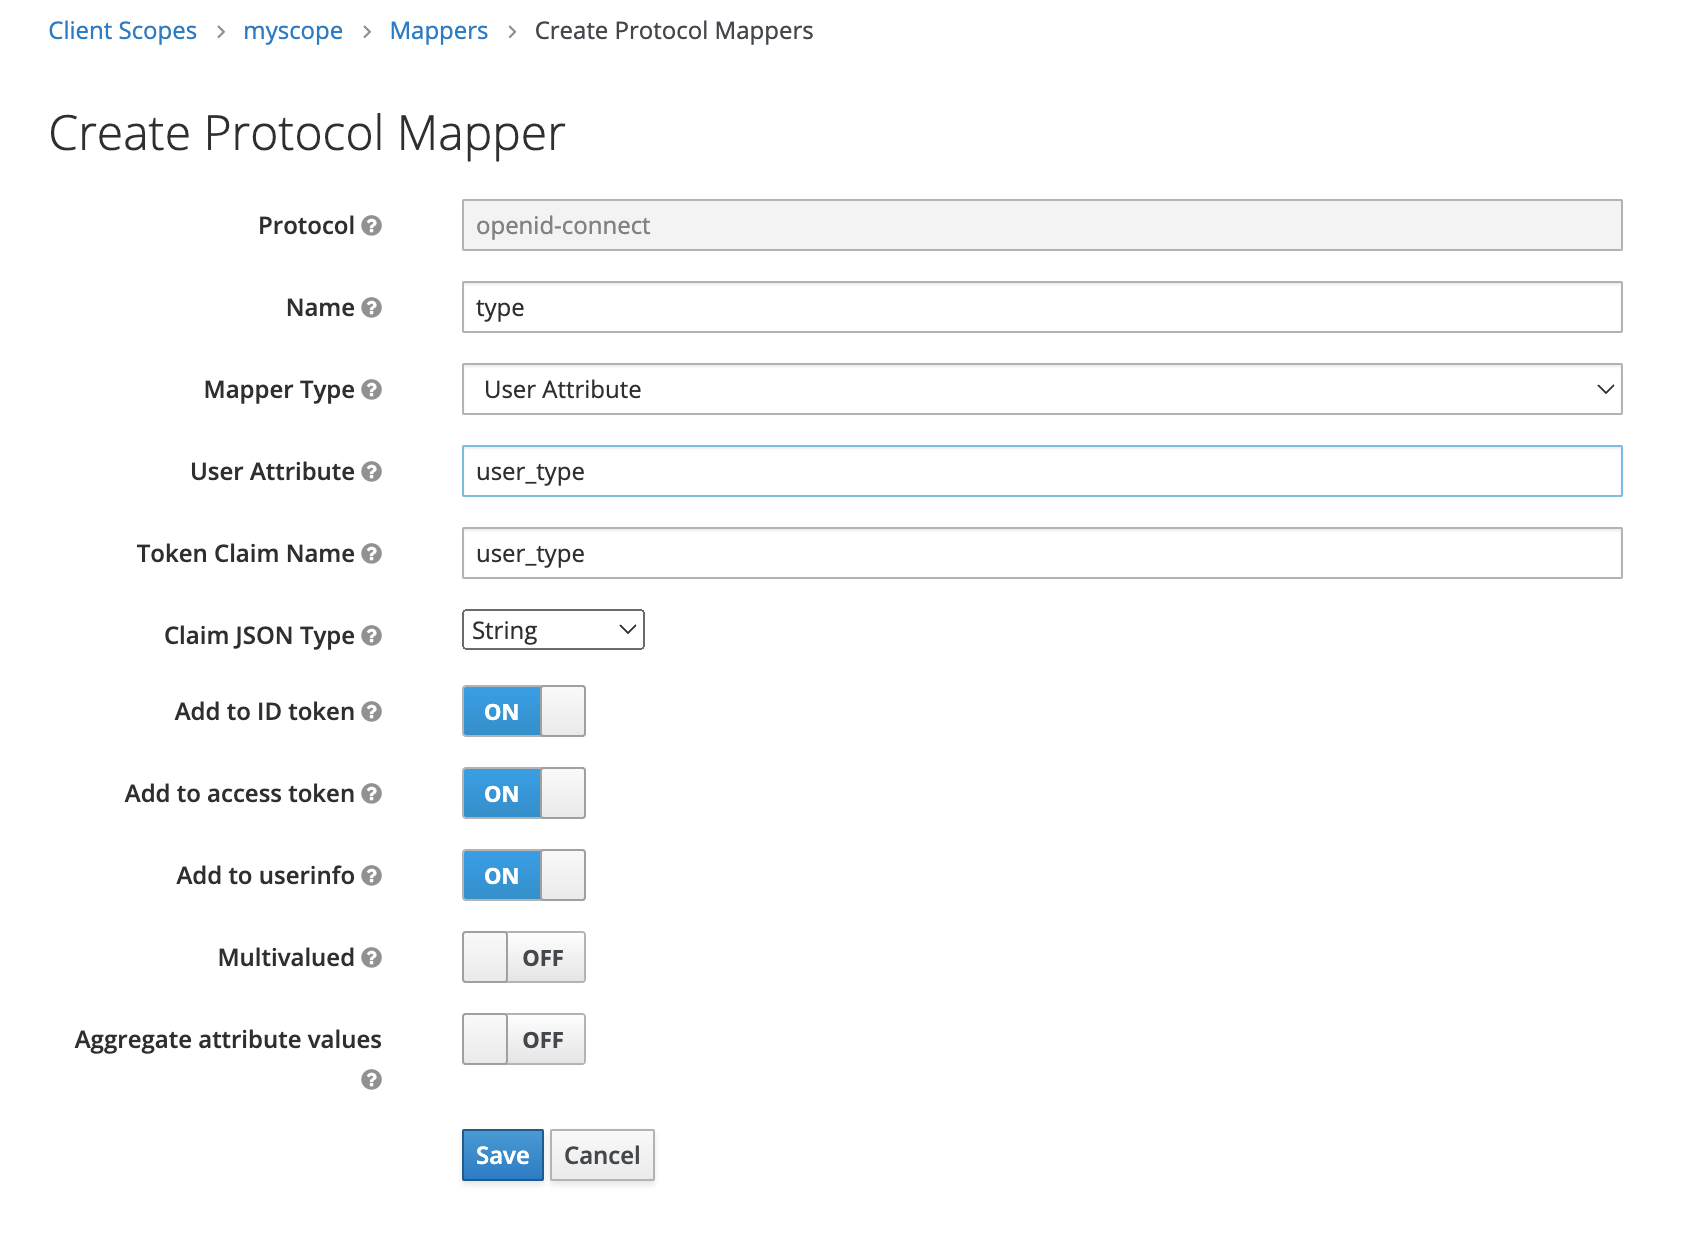 Client Scopes > myscope > Mappers > Create Protocol Mappers
Create Protocol Mapper
Protocol ? openid-connect
Name ? type
Mapper Type ? User Attribute
User Attribute ? user_type
Token Claim Name ? user_type
Claim JSON Type ? String
Add to ID token ? ON
Add to access token ? ON
Add to userinfo ? ON
Multivalued ? OFF
Aggregate attribute values OFF
?
Save Cancel